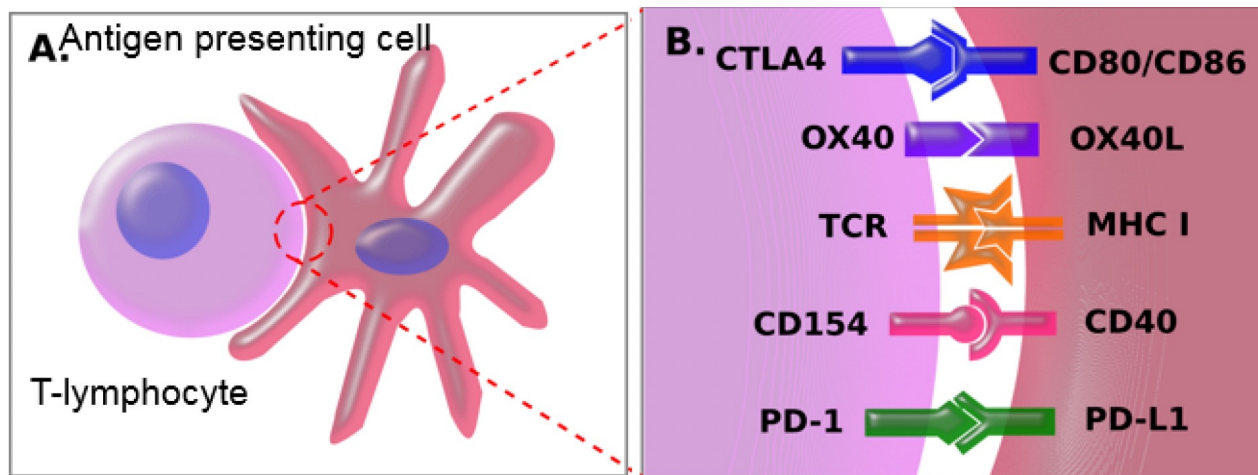 A. Antigen presenting cell
T-lymphocyte
B.
CTLA4 CD80/CD86
OX40 OX40L
TCR MHC I
CD154 CD40
PD-1 PD-L1